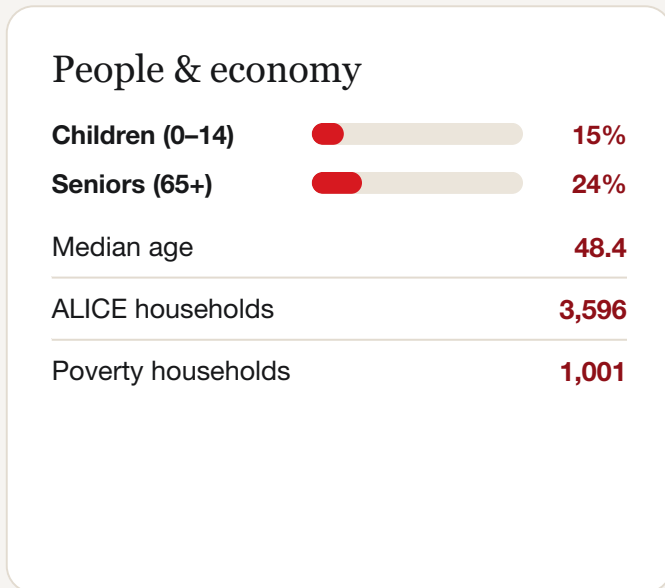 People & economy
Children (0–14) 15%
Seniors (65+) 24%
Median age 48.4
ALICE households 3,596
Poverty households 1,001